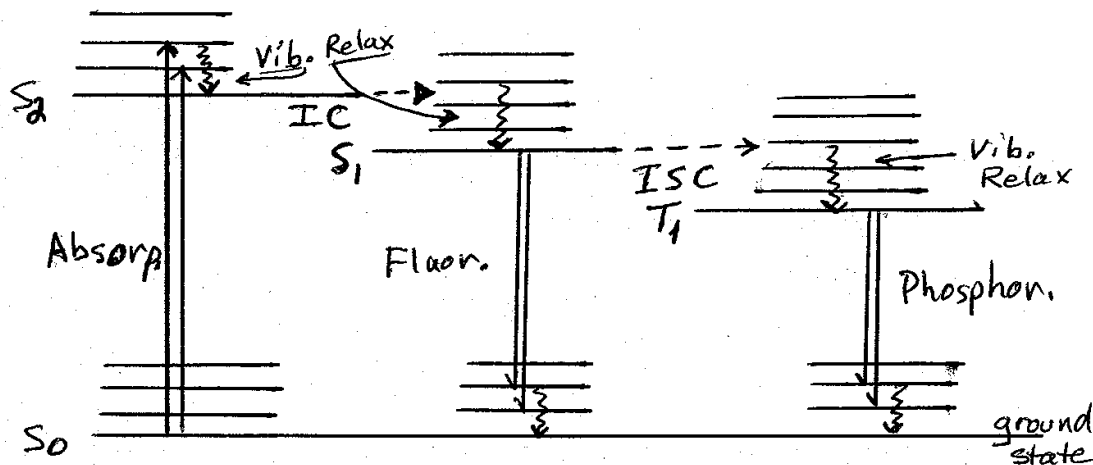 Vib. Relax
S2
IC
S1
ISC
Vib.
Relax
T1
Absorp.
Fluor.
Phosphor.
S0
ground
state